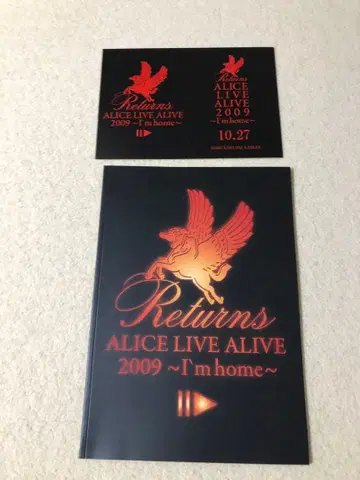 Returns
ALICE LIVE ALIVE
2009 ~I'm home~
Returns
ALICE
LIVE
ALIVE
2009
~I'm home~
10.27
Returns
ALICE LIVE ALIVE
2009 ~I'm home~